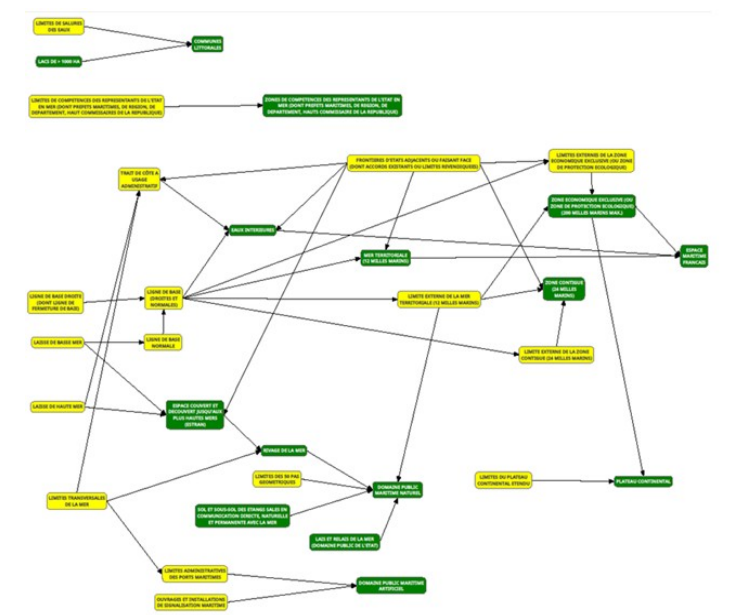 LIMITES DE SALURES
DES EAUX
COMMUNES
LITTORALES
LACS DE > 1000 HA
LIMITES DE COMPETENCES DES REPRESENTANTS DE L'ETAT
EN MER (DONT PREFETS MARITIMES, DE REGION, DE
DEPARTEMENT, HAUT COMMISSAIRE DE LA REPUBLIQUE)
ZONES DE COMPETENCES DES REPRESENTANTS DE L'ETAT EN
MER (DONT PREFETS MARITIMES, DE REGION, DE
DEPARTEMENT, HAUTS COMMISSAIRE DE LA REPUBLIQUE)
TRAIT DE CÔTE A
USAGE
ADMINISTRATIF
FRONTIERES D'ETATS ADJACENTS OU FAISANT FACE
(DONT ACCORDS EXISTANTS OU LIMITES REVENDIQUEES)
LIMITES EXTERNES DE LA ZONE
ECONOMIQUE EXCLUSIVE (OU ZONE
DE PROTECTION ECOLOGIQUE)
ZONE ECONOMIQUE EXCLUSIVE (OU
ZONE DE PROTECTION ECOLOGIQUE)
(200 MILLES MARINS MAX.)
EAUX INTERIEURES
MER TERRITORIALE
(12 MILLES MARINS)
ESPACE
MARITIME
FRANCAIS
LIGNE DE BASE DROITE
(DONT LIGNE DE
FERMETURE DE BAIE)
LIGNE DE BASE
(DROITES ET
NORMALES)
LIMITE EXTERNE DE LA MER
TERRITORIALE (12 MILLES MARINS)
ZONE CONTIGUE
(24 MILLES
MARINS)
LAISSE DE BASSE MER
LIGNE DE BASE
NORMALE
LIMITE EXTERNE DE LA ZONE
CONTIGUE (24 MILLES MARINS)
LAISSE DE HAUTE MER
ESPACE COUVERT ET
DECOUVERT JUSQU'AUX
PLUS HAUTES MERS
(ESTRAN)
RIVAGE DE LA MER
LIMITES DES 50 PAS
GEOMETRIQUES
DOMAINE PUBLIC
MARITIME NATUREL
LIMITES DU PLATEAU
CONTINENTAL ETENDU
PLATEAU CONTINENTAL
LIMITES TRANSVERSALES
DE LA MER
SOL ET SOUS-SOL DES ETANGS SALES EN
COMMUNICATION DIRECTE, NATURELLE
ET PERMANENTE AVEC LA MER
LAIS ET RELAIS DE LA MER
(DOMAINE PUBLIC DE L'ETAT)
LIMITES ADMINISTRATIVES
DES PORTS MARITIMES
DOMAINE PUBLIC MARITIME
ARTIFICIEL
OUVRAGES ET INSTALLATIONS
DE SIGNALISATION MARITIME